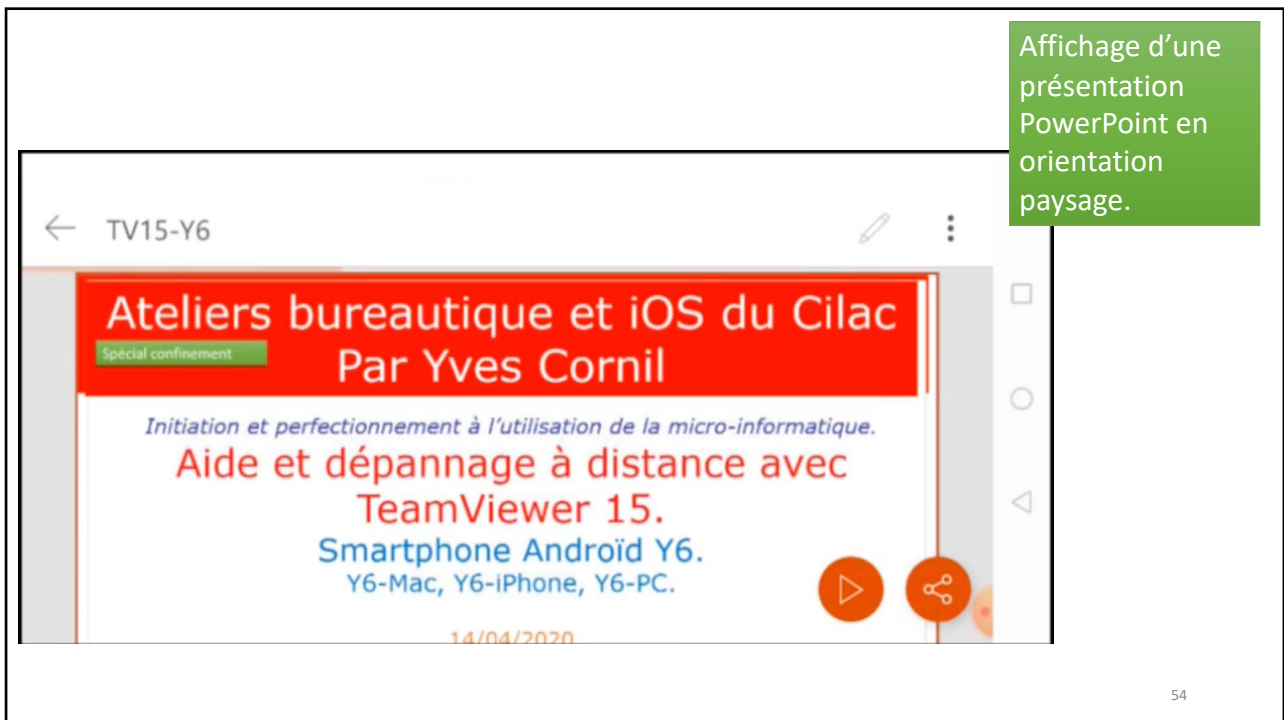 Affichage d’une
présentation
PowerPoint en
orientation
paysage.
TV15-Y6
Ateliers bureautique et iOS du Cilac
Spécial confinement
Par Yves Cornil
Initiation et perfectionnement à l’utilisation de la micro-informatique.
Aide et dépannage à distance avec
TeamViewer 15.
Smartphone Androïd Y6.
Y6-Mac, Y6-iPhone, Y6-PC.
14/04/2020
54